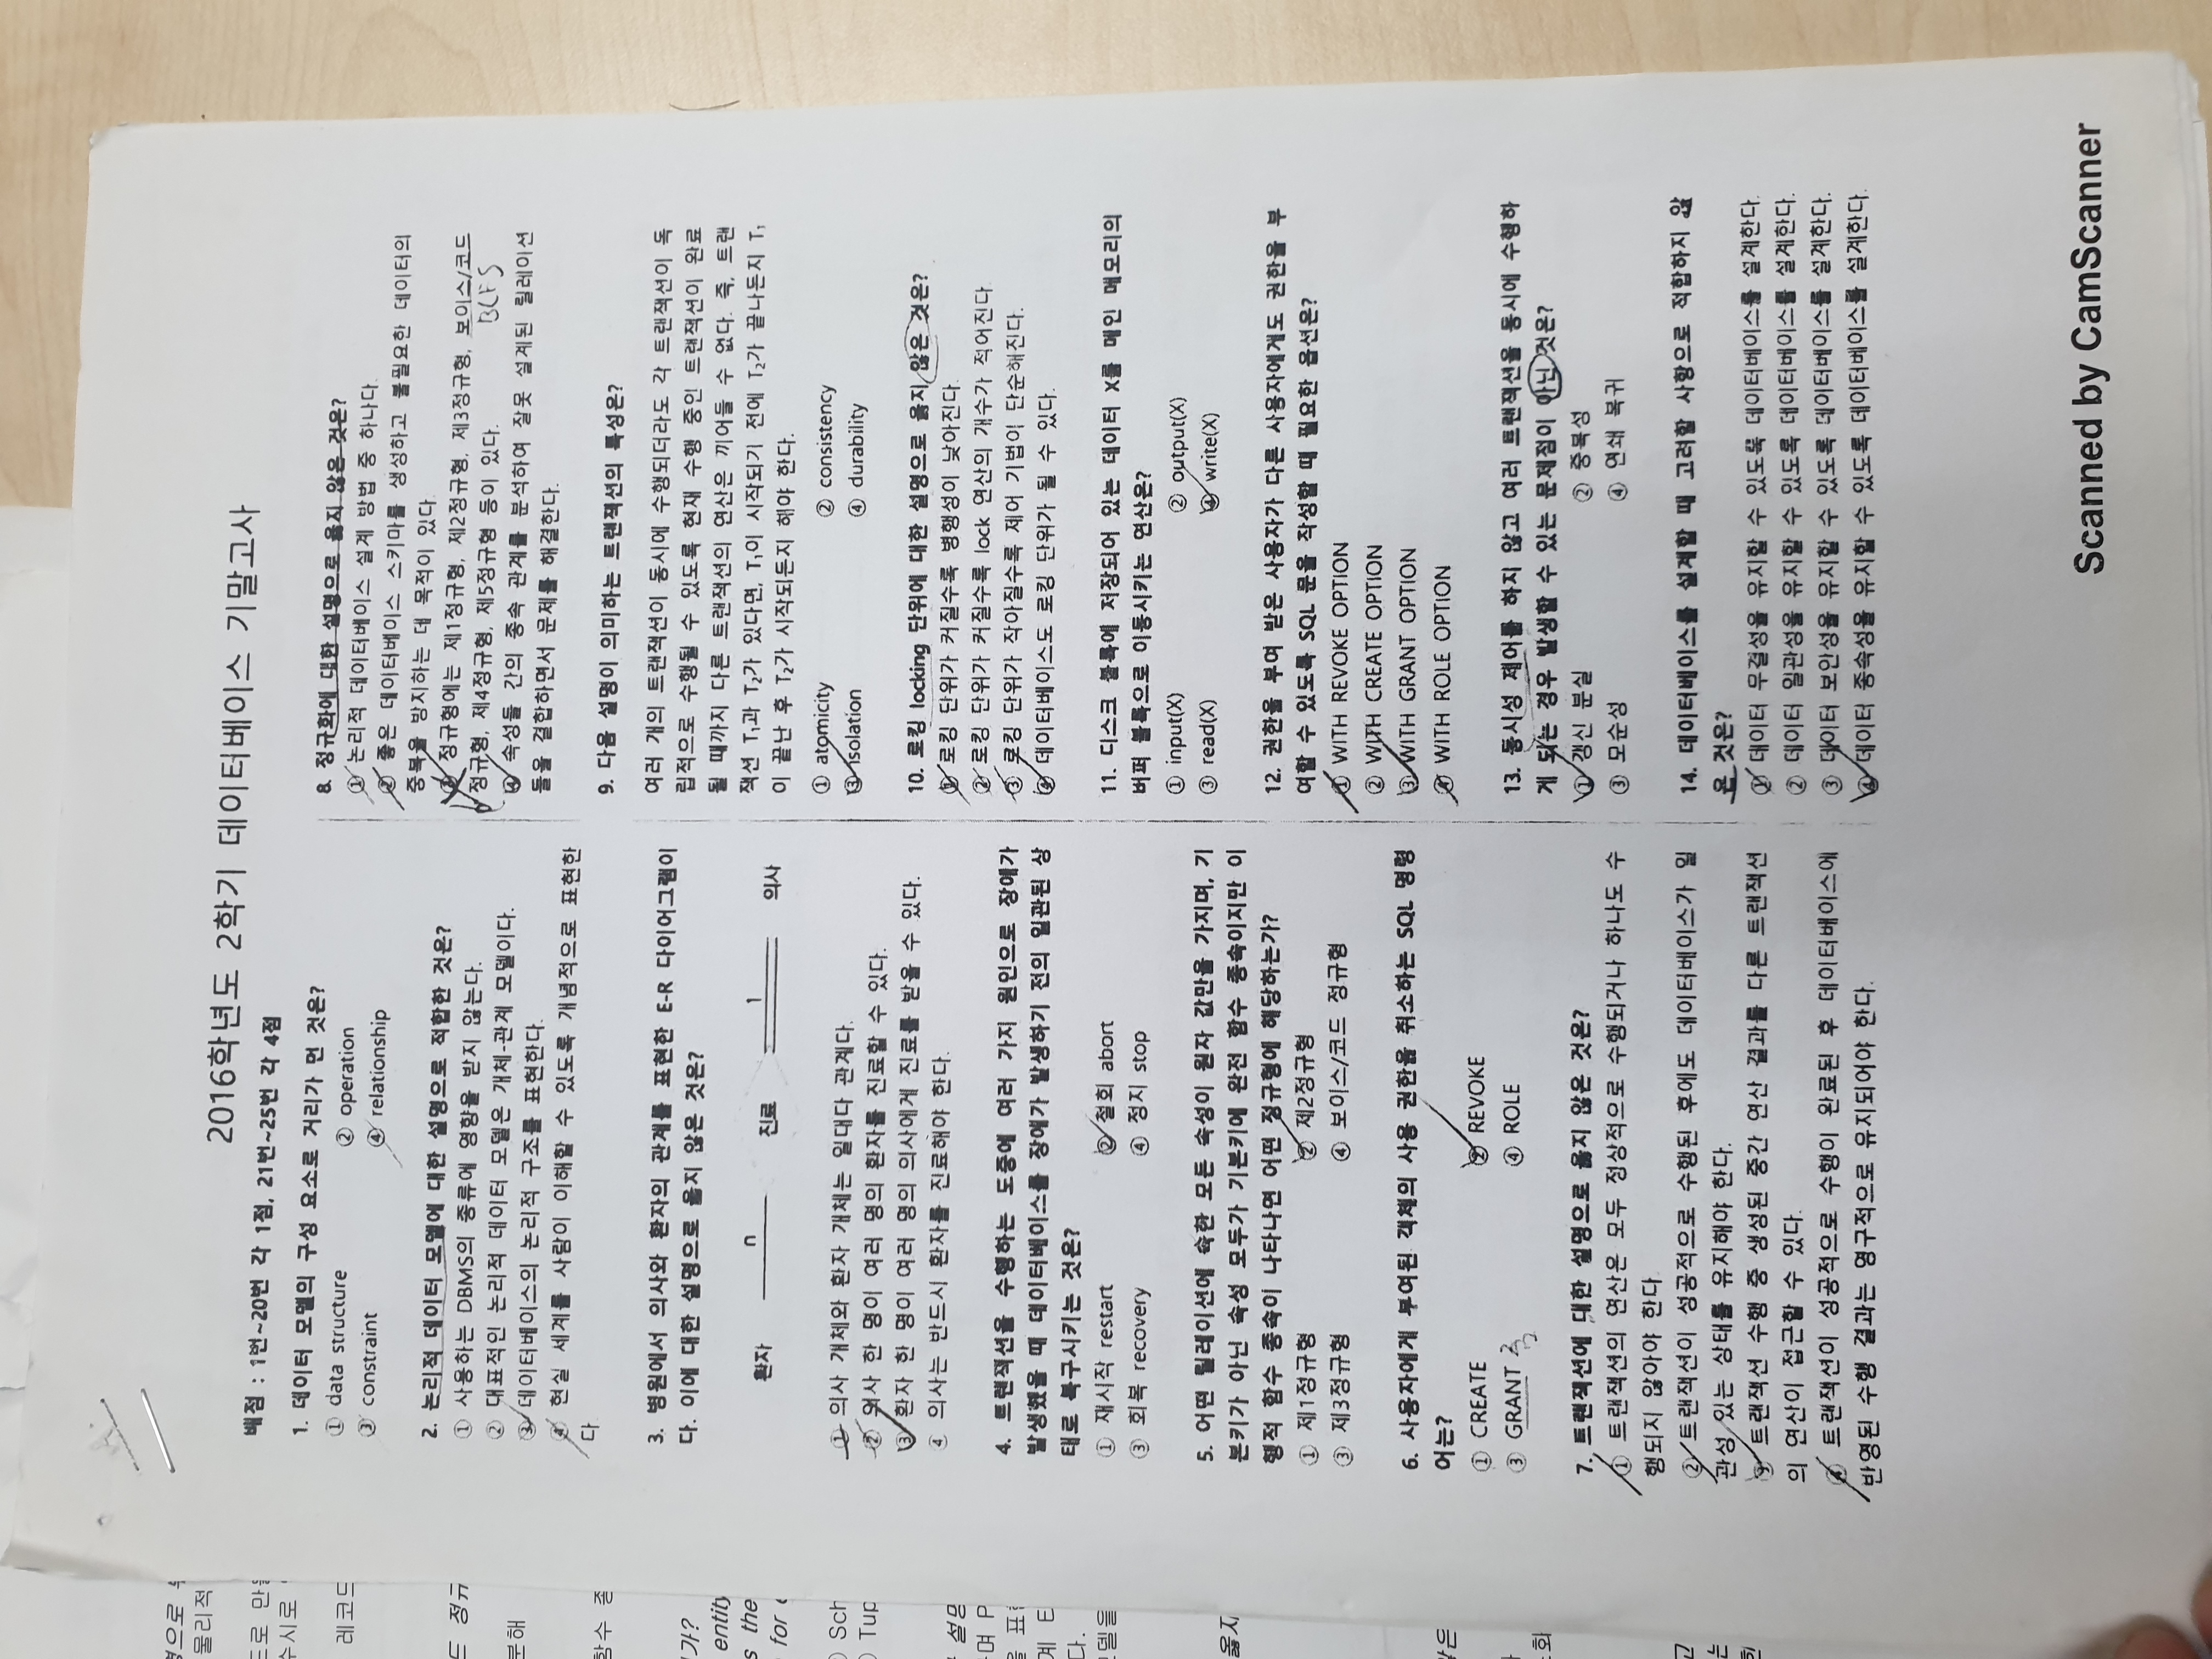 2016학년도 2학기 데이터베이스 기말고사
배점 : 1번~20번 각 1점, 21번~25번 각 4점
1. 데이터 모델의 구성 요소로 거리가 먼 것은?
① data structure ② operation
③ constraint ④ relationship
2. 논리적 데이터 모델에 대한 설명으로 적합한 것은?
① 사용하는 DBMS의 종류에 영향을 받지 않는다.
② 대표적인 논리적 데이터 모델은 개체-관계 모델이다.
③ 데이터베이스의 논리적 구조를 표현한다.
④ 현실 세계를 사람이 이해할 수 있도록 개념적으로 표현한
다.
3. 병원에서 의사와 환자의 관계를 표현한 E-R 다이어그램이
다. 이에 대한 설명으로 옳지 않은 것은?
환자 n 진료 1 의사
① 의사 개체와 환자 개체는 일대다 관계다.
② 의사 한 명이 여러 명의 환자를 진료할 수 있다.
③ 환자 한 명이 여러 명의 의사에게 진료를 받을 수 있다.
④ 의사는 반드시 환자를 진료해야 한다.
4. 트랜잭션을 수행하는 도중에 여러 가지 원인으로 장애가
발생했을 때 데이터베이스를 장애가 발생하기 전의 일관된 상
태로 복구시키는 것은?
① 재시작 restart ② 철회 abort
③ 회복 recovery ④ 정지 stop
5. 어떤 릴레이션에 속한 모든 속성이 원자 값만을 가지며, 기
본키가 아닌 속성 모두가 기본키에 완전 함수 종속이지만 이
행적 함수 종속이 나타나면 어떤 정규형에 해당하는가?
① 제1정규형 ② 제2정규형
③ 제3정규형 ④ 보이스/코드 정규형
6. 사용자에게 부여된 객체의 사용 권한을 취소하는 SQL 명령
어는?
① CREATE ② REVOKE
③ GRANT ④ ROLE
7. 트랜잭션에 대한 설명으로 옳지 않은 것은?
① 트랜잭션의 연산은 모두 정상적으로 수행되거나 하나도 수
행되지 않아야 한다.
② 트랜잭션이 성공적으로 수행된 후에도 데이터베이스가 일
관성 있는 상태를 유지해야 한다.
③ 트랜잭션 수행 중 생성된 중간 연산 결과를 다른 트랜잭션
의 연산이 접근할 수 있다.
④ 트랜잭션이 성공적으로 수행이 완료된 후 데이터베이스에
반영된 수행 결과는 영구적으로 유지되어야 한다.
8. 정규화에 대한 설명으로 옳지 않은 것은?
① 논리적 데이터베이스 설계 방법 중 하나다.
② 좋은 데이터베이스 스키마를 생성하고 불필요한 데이터의
중복을 방지하는 데 목적이 있다.
③ 정규형에는 제1정규형, 제2정규형, 제3정규형, 보이스/코드
정규형, 제4정규형, 제5정규형 등이 있다.
④ 속성들 간의 종속 관계를 분석하여 잘못 설계된 릴레이션
들을 결합하면서 문제를 해결한다.
9. 다음 설명이 의미하는 트랜잭션의 특성은?
여러 개의 트랜잭션이 동시에 수행되더라도 각 트랜잭션이 독
립적으로 수행될 수 있도록 현재 수행 중인 트랜잭션이 완료
될 때까지 다른 트랜잭션의 연산은 끼어들 수 없다. 즉, 트랜
잭션 T₁과 T₂가 있다면, T₁이 시작되기 전에 T₂가 끝나든지 T₁
이 끝난 후 T₂가 시작되든지 해야 한다.
① atomicity ② consistency
③ isolation ④ durability
10. 로킹 locking 단위에 대한 설명으로 옳지 않은 것은?
① 로킹 단위가 커질수록 병행성이 낮아진다.
② 로킹 단위가 커질수록 lock 연산의 개수가 적어진다.
③ 로킹 단위가 작아질수록 제어 기법이 단순해진다.
④ 데이터베이스도 로킹 단위가 될 수 있다.
11. 디스크 블록에 저장되어 있는 데이터 X를 메인 메모리의
버퍼 블록으로 이동시키는 연산은?
① input(X) ② output(X)
③ read(X) ④ write(X)
12. 권한을 부여 받은 사용자가 다른 사용자에게도 권한을 부
여할 수 있도록 SQL 문을 작성할 때 필요한 옵션은?
① WITH REVOKE OPTION
② WITH CREATE OPTION
③ WITH GRANT OPTION
④ WITH ROLE OPTION
13. 동시성 제어를 하지 않고 여러 트랜잭션을 동시에 수행하
게 되는 경우 발생할 수 있는 문제점이 아닌 것은?
① 갱신 분실 ② 중복성
③ 모순성 ④ 연쇄 복귀
14. 데이터베이스를 설계할 때 고려할 사항으로 적합하지 않
은 것은?
① 데이터 무결성을 유지할 수 있도록 데이터베이스를 설계한다.
② 데이터 일관성을 유지할 수 있도록 데이터베이스를 설계한다.
③ 데이터 보안성을 유지할 수 있도록 데이터베이스를 설계한다.
④ 데이터 종속성을 유지할 수 있도록 데이터베이스를 설계한다.
Scanned by CamScanner